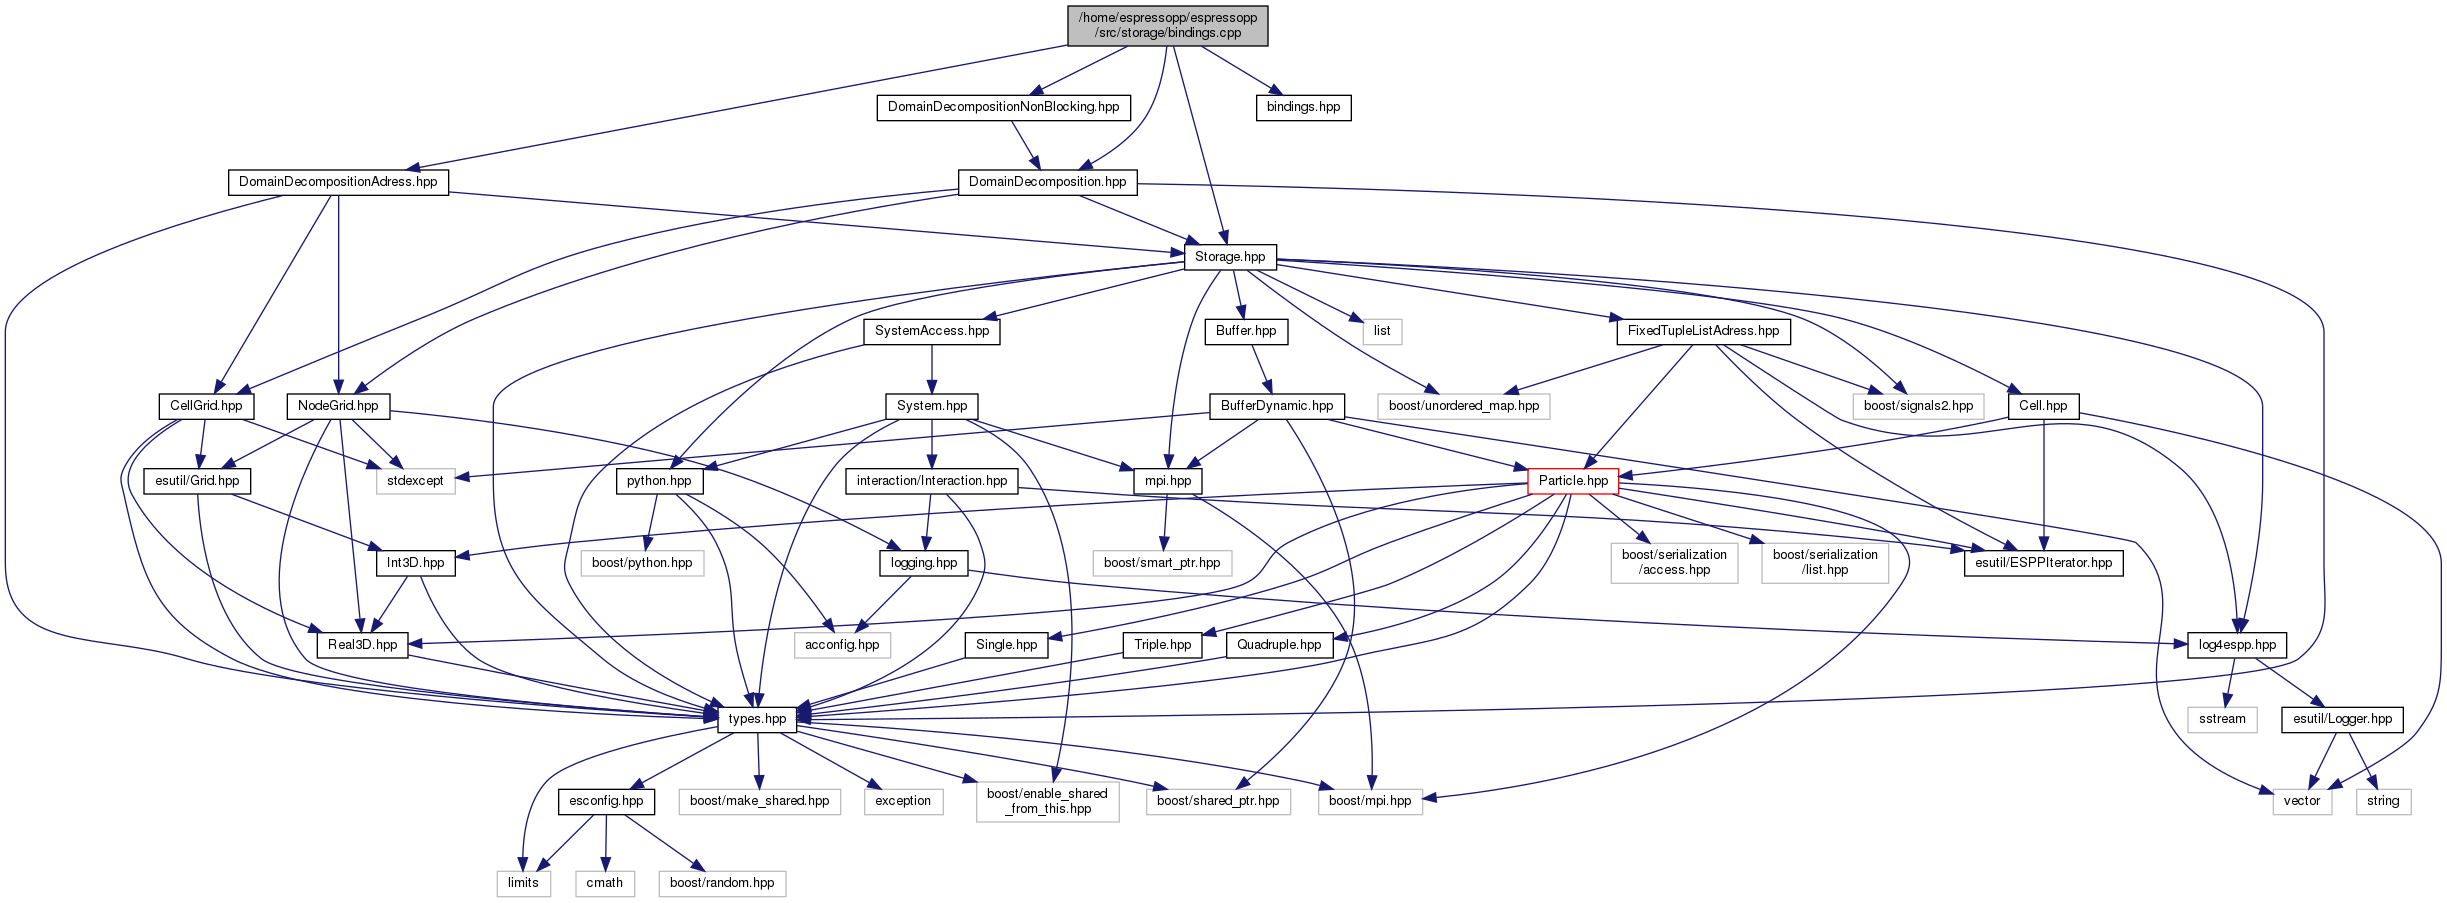 /home/espressopp/espressopp
/src/storage/bindings.cpp
DomainDecompositionNonBlocking.hpp
bindings.hpp
DomainDecompositionAdress.hpp
DomainDecomposition.hpp
Storage.hpp
SystemAccess.hpp
Buffer.hpp
list
FixedTupleListAdress.hpp
CellGrid.hpp
NodeGrid.hpp
System.hpp
BufferDynamic.hpp
boost/unordered_map.hpp
boost/signals2.hpp
Cell.hpp
esutil/Grid.hpp
stdexcept
python.hpp
interaction/Interaction.hpp
mpi.hpp
Particle.hpp
Int3D.hpp
boost/python.hpp
logging.hpp
boost/smart_ptr.hpp
boost/serialization
/access.hpp
boost/serialization
/list.hpp
esutil/ESPPIterator.hpp
Real3D.hpp
acconfig.hpp
Single.hpp
Triple.hpp
Quadruple.hpp
log4espp.hpp
types.hpp
sstream
esutil/Logger.hpp
esconfig.hpp
boost/make_shared.hpp
exception
boost/enable_shared
_from_this.hpp
boost/shared_ptr.hpp
boost/mpi.hpp
vector
string
limits
cmath
boost/random.hpp